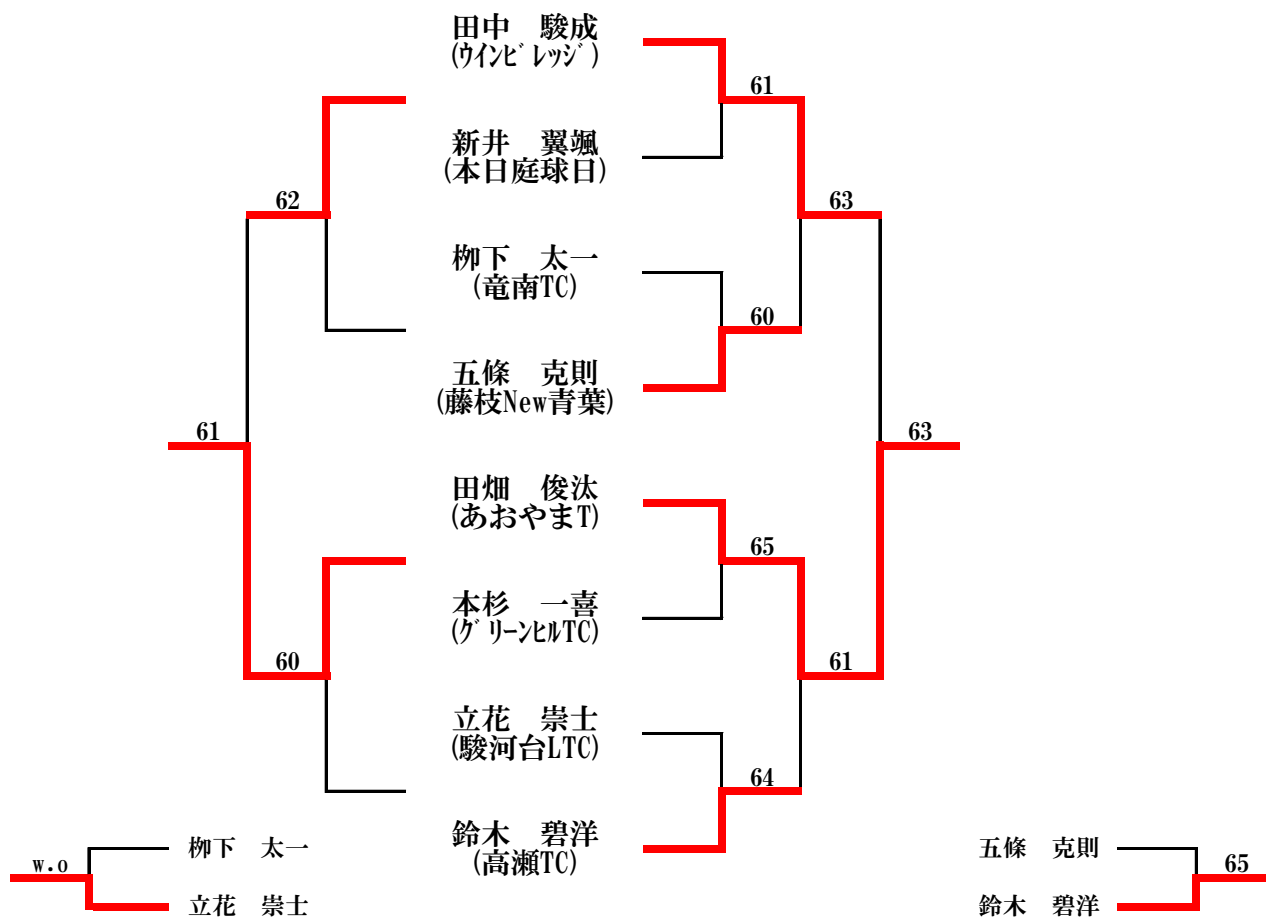 田中　駿成
(ｳｲﾝﾋﾞﾚｯｼﾞ)
61
新井　翼颯
(本日庭球日)
62
63
栁下　太一
(竜南TC)
60
五條　克則
(藤枝New青葉)
61
63
田畑　俊汰
(あおやまT)
65
本杉　一喜
(ｸﾞﾘｰﾝﾋﾙTC)
60
61
立花　崇士
(駿河台LTC)
64
鈴木　碧洋
(高瀬TC)
栁下　太一
w.o
立花　崇士
五條　克則
65
鈴木　碧洋